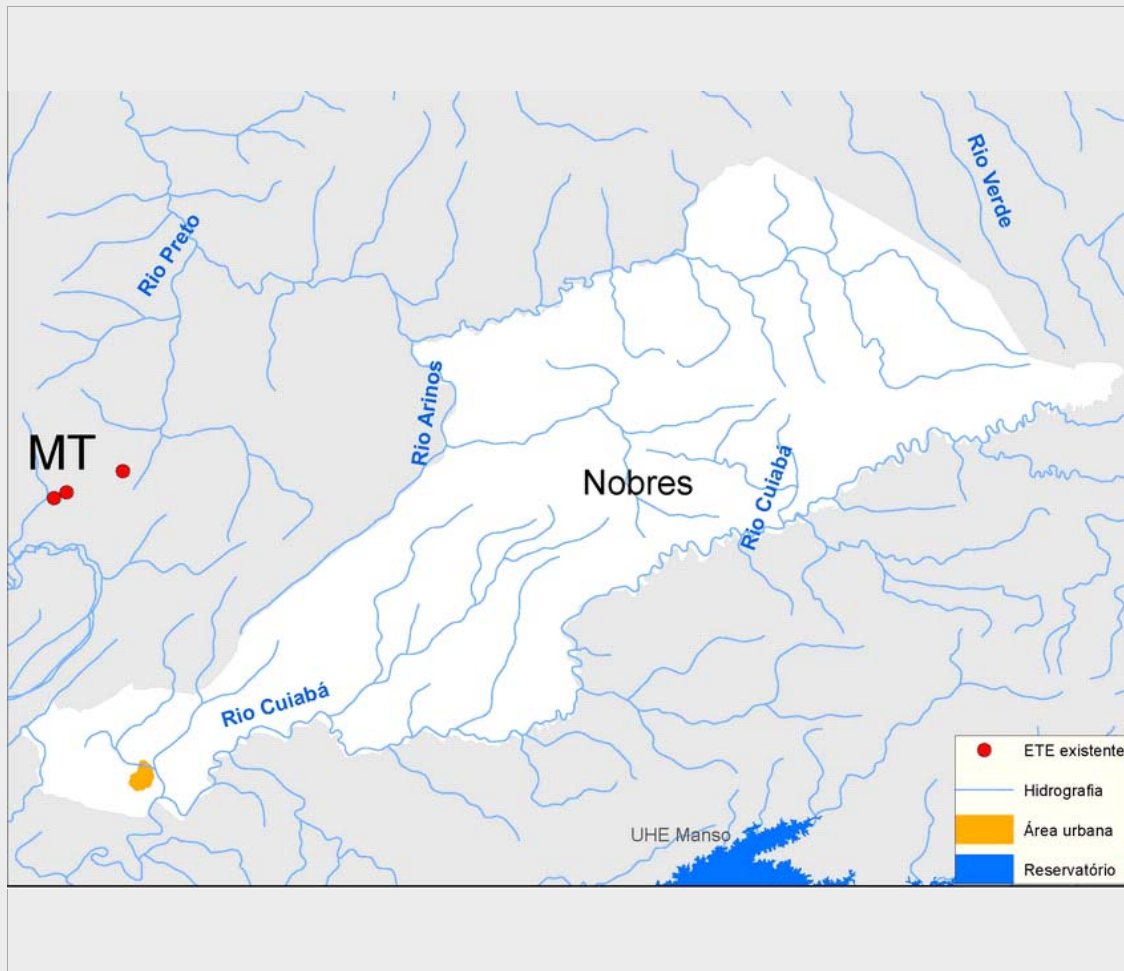 Rio Verde
Rio Preto
Rio Arinos
MT
Nobres
Rio Cuiabá
Rio Cuiabá
UHE Manso
ETE existente
Hidrografia
Área urbana
Reservatório